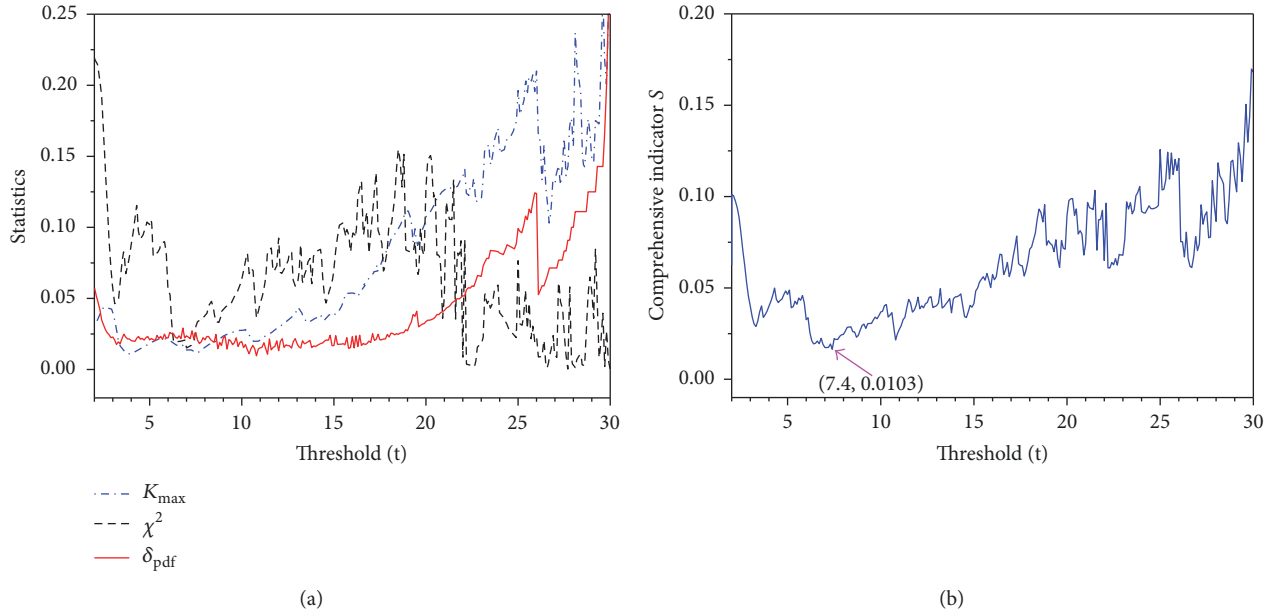 0.25
0.20
0.15
0.10
0.05
0.00
Statistics
5
10
15
20
25
30
Threshold (t)
K_max
χ²
δ_pdf
(a)
0.20
0.15
0.10
0.05
0.00
Comprehensive indicator S
(7.4, 0.0103)
5
10
15
20
25
30
Threshold (t)
(b)